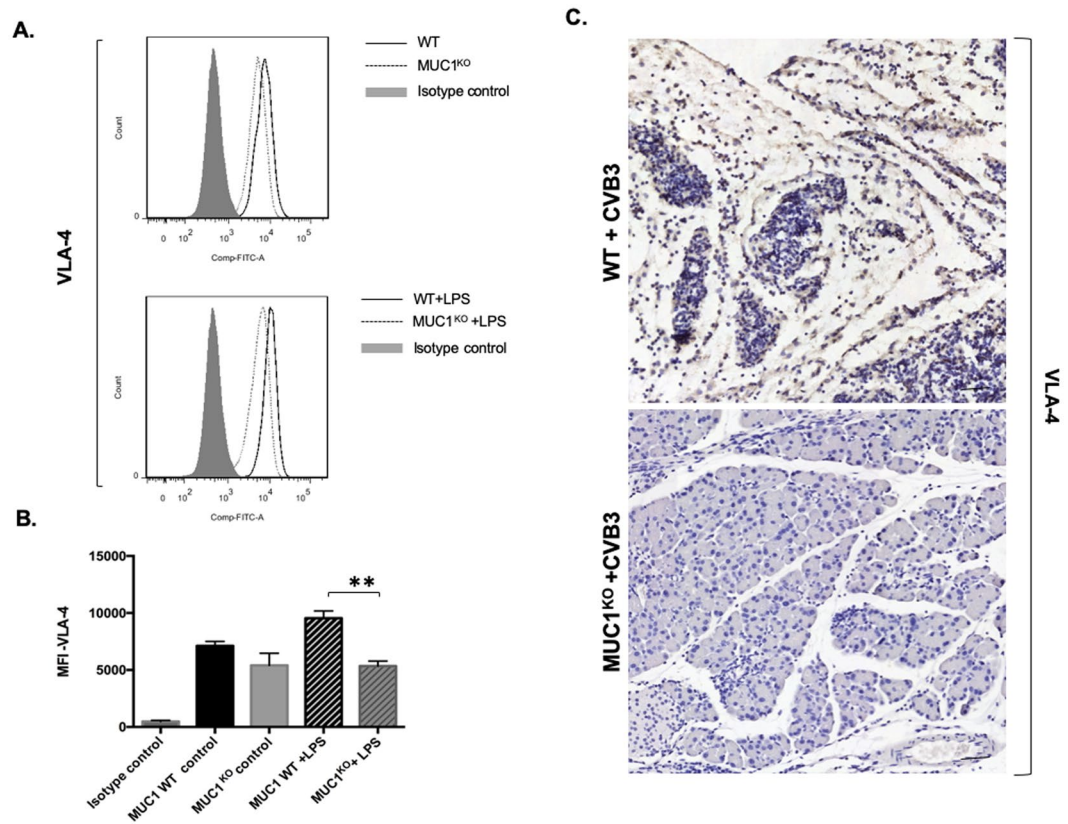 A.
VLA-4
Count
0
0 10² 10³ 10⁴ 10⁵
Comp-FITC-A
WT
MUC1ᴷᴼ
Isotype control
Count
0
0 10² 10³ 10⁴ 10⁵
Comp-FITC-A
WT+LPS
MUC1ᴷᴼ +LPS
Isotype control
B.
MFI -VLA-4
15000
10000
5000
0
**
Isotype control
MUC1 WT control
MUC1 ᴷᴼ control
MUC1 WT +LPS
MUC1ᴷᴼ+ LPS
C.
WT + CVB3
MUC1ᴷᴼ +CVB3
VLA-4